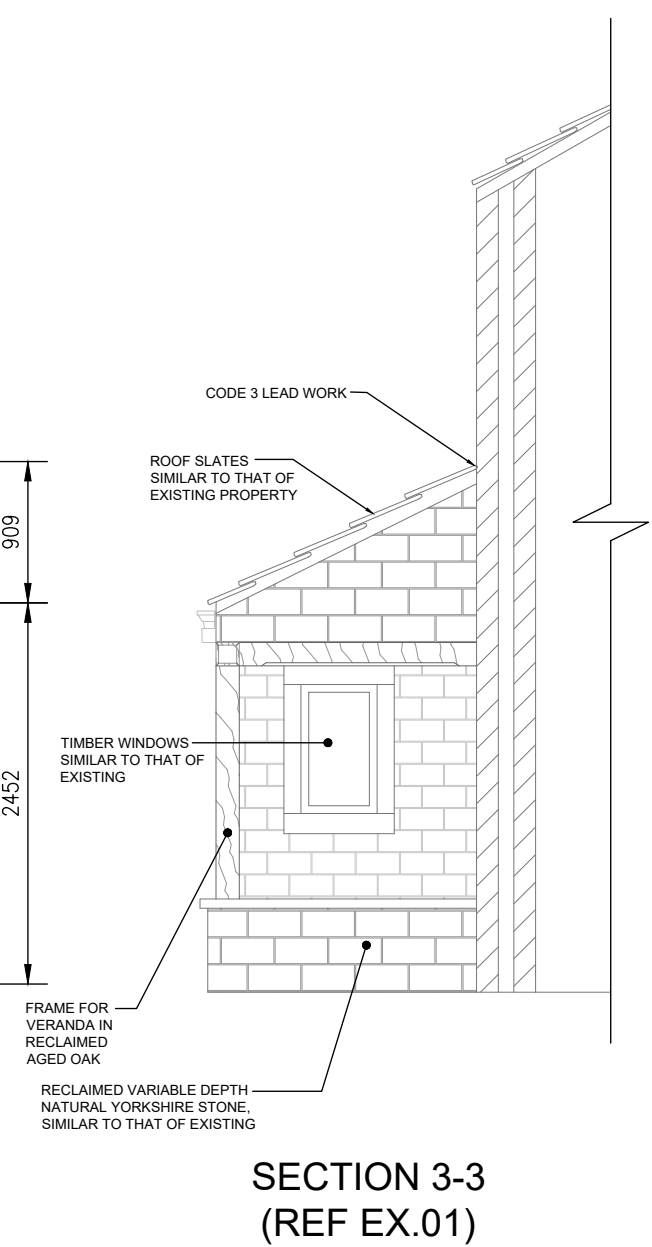 CODE 3 LEAD WORK
ROOF SLATES
SIMILAR TO THAT OF
EXISTING PROPERTY
909
TIMBER WINDOWS
SIMILAR TO THAT OF
EXISTING
2452
FRAME FOR
VERANDA IN
RECLAIMED
AGED OAK
RECLAIMED VARIABLE DEPTH
NATURAL YORKSHIRE STONE,
SIMILAR TO THAT OF EXISTING
SECTION 3-3
(REF EX.01)